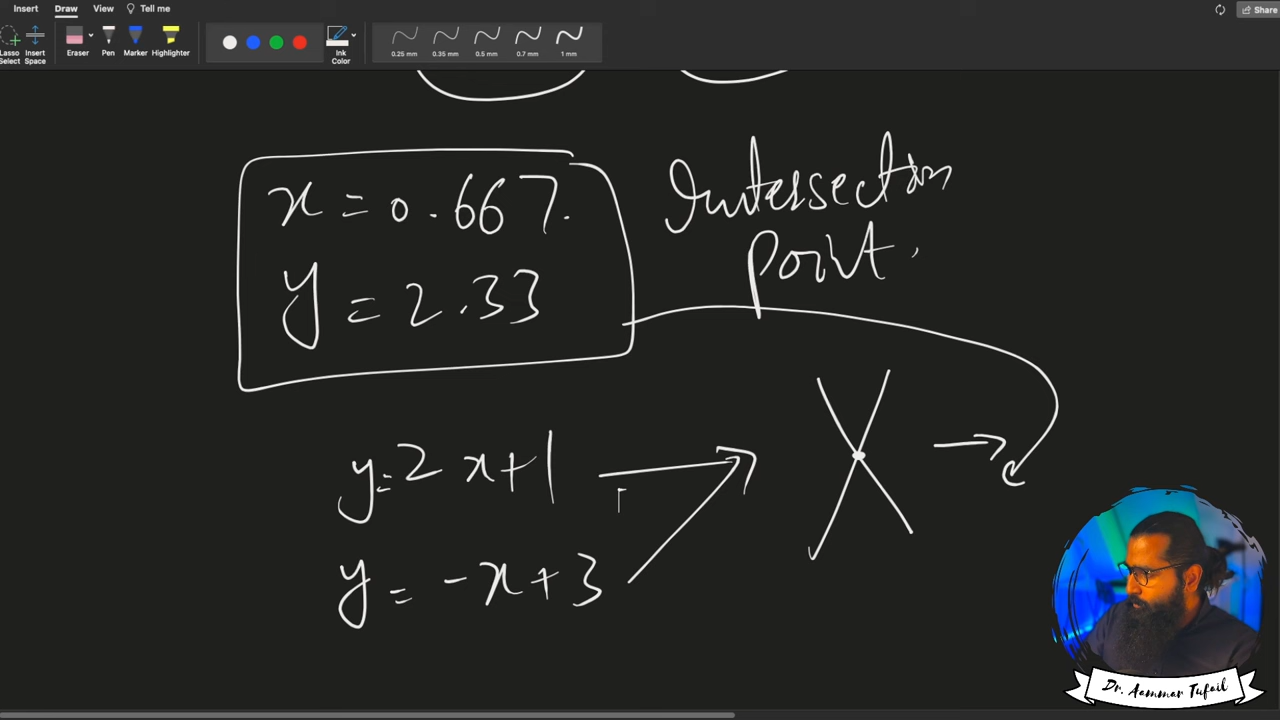 Insert Draw View Tell me
Share
Lasso Select
Insert Space
Eraser
Pen
Marker
Highlighter
Ink Color
0.25 mm
0.35 mm
0.5 mm
0.7 mm
1 mm
x = 0.667.
y = 2.33
Intersection
point.
y = 2x+1
y = -x+3
Dr. Aammar Tufail